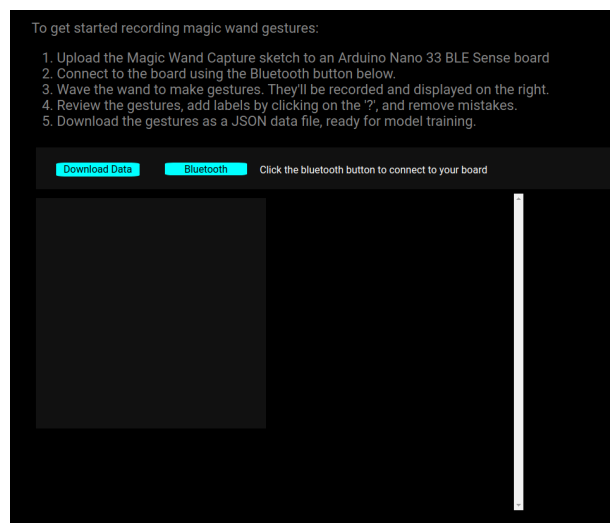 To get started recording magic wand gestures:
1. Upload the Magic Wand Capture sketch to an Arduino Nano 33 BLE Sense board
2. Connect to the board using the Bluetooth button below.
3. Wave the wand to make gestures. They'll be recorded and displayed on the right.
4. Review the gestures, add labels by clicking on the '?', and remove mistakes.
5. Download the gestures as a JSON data file, ready for model training.
Download Data Bluetooth Click the bluetooth button to connect to your board